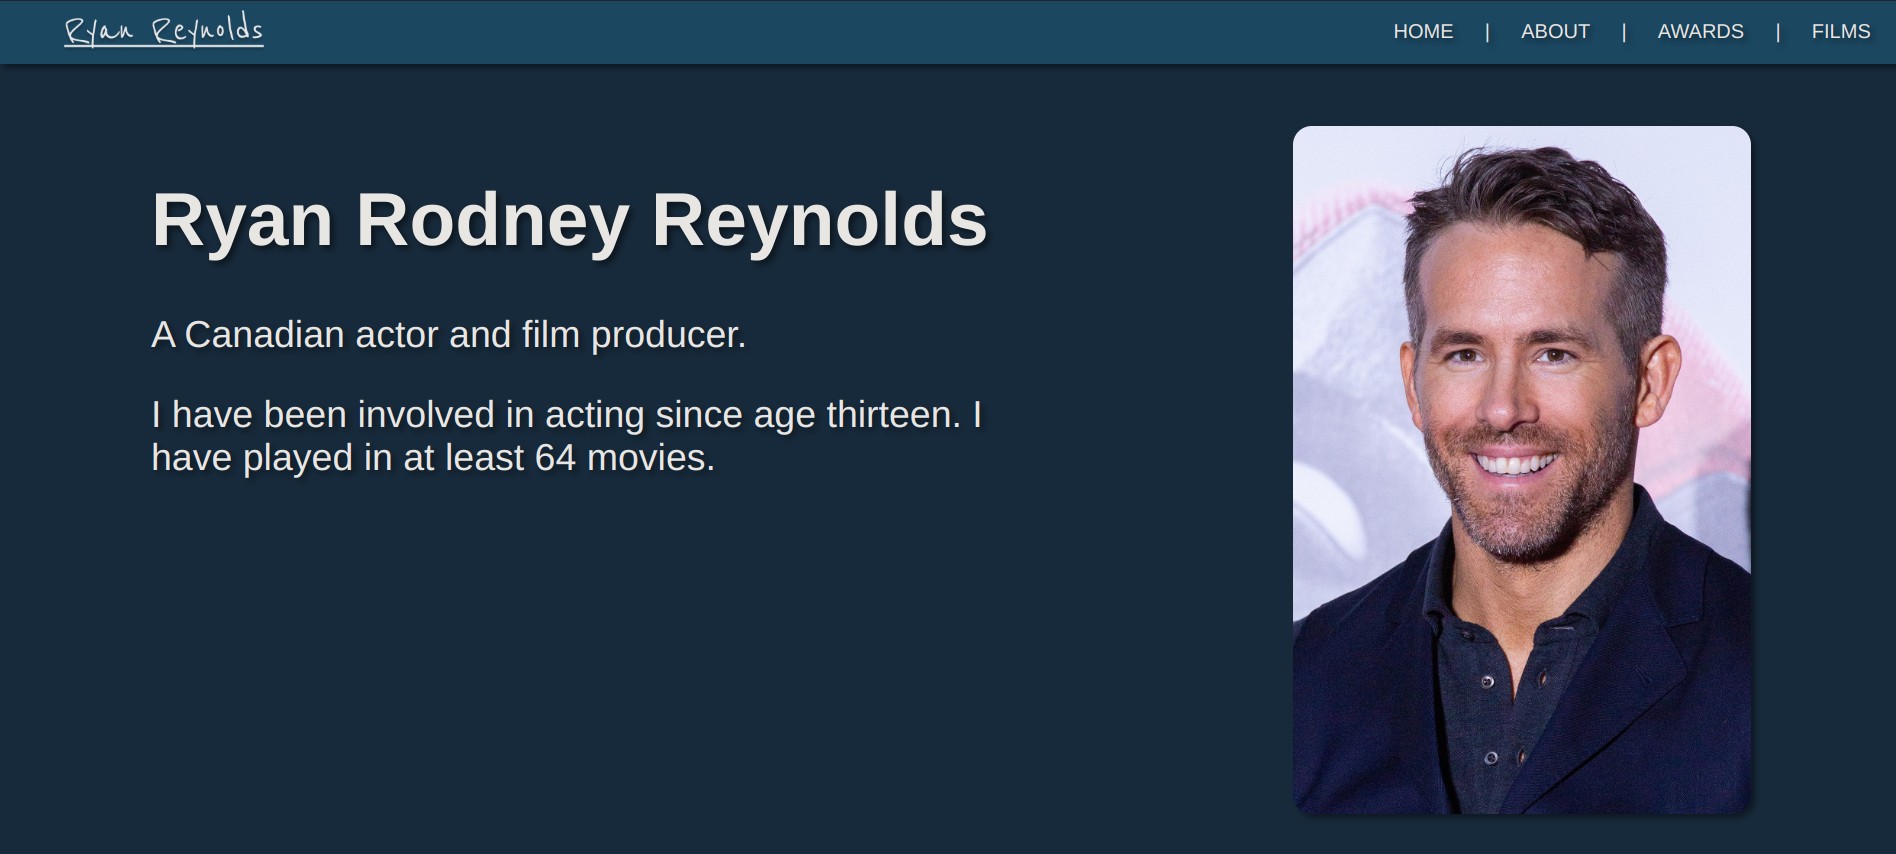 Ryan Reynolds
HOME | ABOUT | AWARDS | FILMS
Ryan Rodney Reynolds
A Canadian actor and film producer.
I have been involved in acting since age thirteen. I
have played in at least 64 movies.